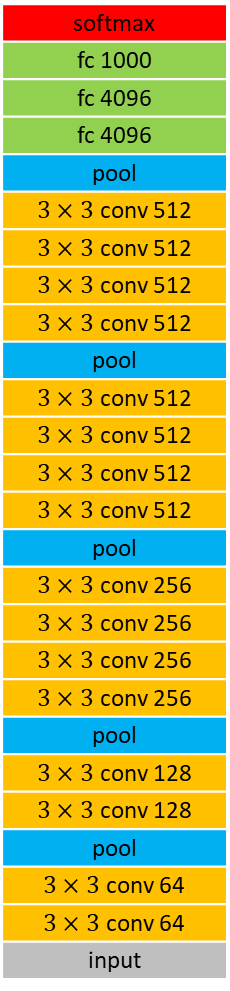 softmax
fc 1000
fc 4096
fc 4096
pool
3 × 3 conv 512
3 × 3 conv 512
3 × 3 conv 512
3 × 3 conv 512
pool
3 × 3 conv 512
3 × 3 conv 512
3 × 3 conv 512
3 × 3 conv 512
pool
3 × 3 conv 256
3 × 3 conv 256
3 × 3 conv 256
3 × 3 conv 256
pool
3 × 3 conv 128
3 × 3 conv 128
pool
3 × 3 conv 64
3 × 3 conv 64
input